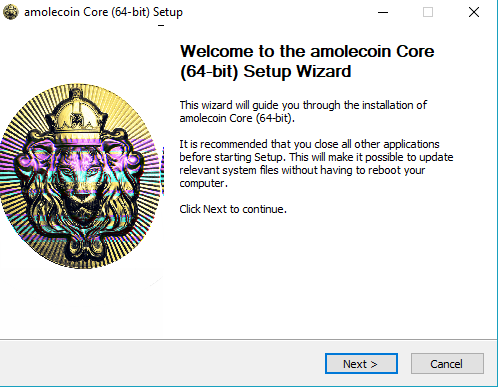 amolecoin Core (64-bit) Setup
Welcome to the amolecoin Core
(64-bit) Setup Wizard
This wizard will guide you through the installation of
amolecoin Core (64-bit).
It is recommended that you close all other applications
before starting Setup. This will make it possible to update
relevant system files without having to reboot your
computer.
Click Next to continue.
Next >
Cancel